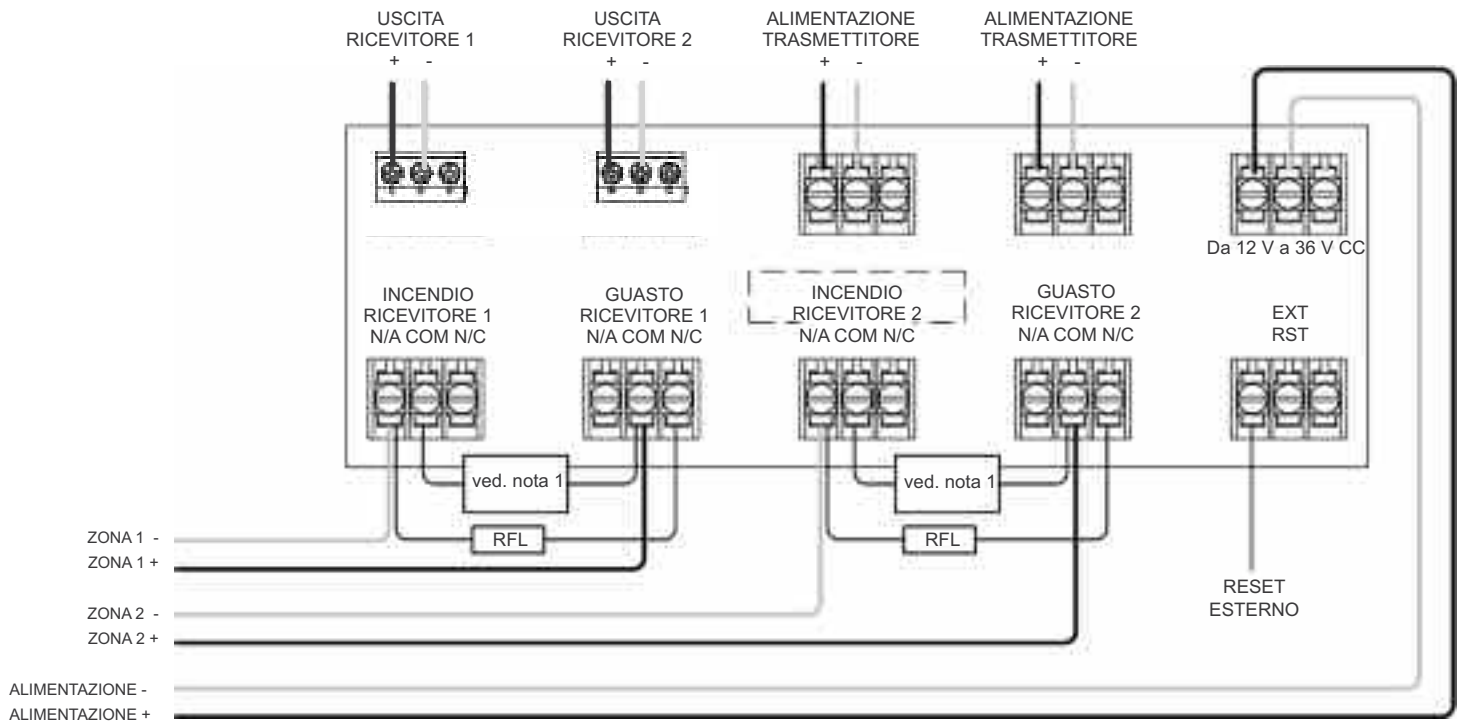 USCITA
RICEVITORE 1
+ -
USCITA
RICEVITORE 2
+ -
ALIMENTAZIONE
TRASMETTITORE
+ -
ALIMENTAZIONE
TRASMETTITORE
+ -
Da 12 V a 36 V CC
INCENDIO
RICEVITORE 1
N/A COM N/C
GUASTO
RICEVITORE 1
N/A COM N/C
INCENDIO
RICEVITORE 2
N/A COM N/C
GUASTO
RICEVITORE 2
N/A COM N/C
EXT
RST
ved. nota 1
ved. nota 1
RFL
RFL
ZONA 1 -
ZONA 1 +
ZONA 2 -
ZONA 2 +
RESET
ESTERNO
ALIMENTAZIONE -
ALIMENTAZIONE +